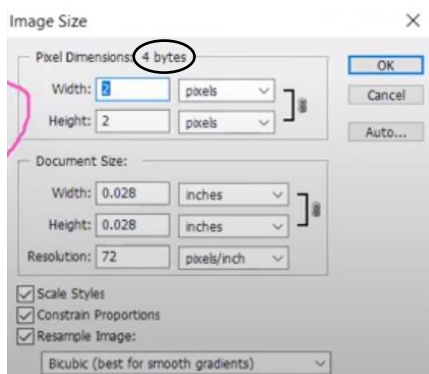 Image Size
Pixel Dimensions: 4 bytes
OK
Width: 2 pixels
Cancel
Height: 2 pixels
Auto...
Document Size:
Width: 0.028 inches
Height: 0.028 inches
Resolution: 72 pixels/inch
Scale Styles
Constrain Proportions
Resample Image:
Bicubic (best for smooth gradients)